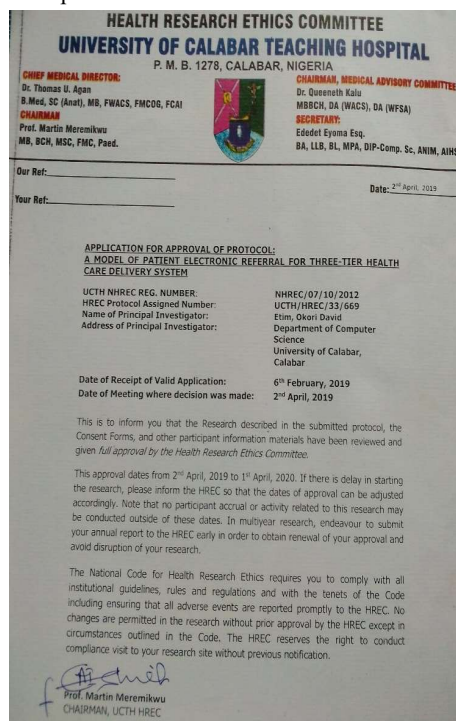 HEALTH RESEARCH ETHICS COMMITTEE
UNIVERSITY OF CALABAR TEACHING HOSPITAL
P. M. B. 1278, CALABAR, NIGERIA
CHIEF MEDICAL DIRECTOR:
Dr. Thomas U. Agan
B.Med, SC (Anat), MB, FWACS, FMCOG, FCAI
CHAIRMAN
Prof. Martin Meremikwu
MB, BCH, MSC, FMC, Paed.
CHAIRMAN, MEDICAL ADVISORY COMMITTEE
Dr. Queeneth Kalu
MBBCH, DA (WACS), DA (WFSA)
SECRETARY:
Ededet Eyoma Esq.
BA, LLB, BL, MPA, DIP-Comp. Sc, ANIM, AIHS
Our Ref:
Date: 2nd April, 2019
Your Ref:
APPLICATION FOR APPROVAL OF PROTOCOL:
A MODEL OF PATIENT ELECTRONIC REFERRAL FOR THREE-TIER HEALTH
CARE DELIVERY SYSTEM
UCTH NHREC REG. NUMBER: NHREC/07/10/2012
HREC Protocol Assigned Number: UCTH/HREC/33/669
Name of Principal Investigator: Etim, Okori David
Address of Principal Investigator: Department of Computer
Science
University of Calabar,
Calabar
Date of Receipt of Valid Application: 6th February, 2019
Date of Meeting where decision was made: 2nd April, 2019
This is to inform you that the Research described in the submitted protocol, the
Consent Forms, and other participant information materials have been reviewed and
given full approval by the Health Research Ethics Committee.
This approval dates from 2nd April, 2019 to 1st April, 2020. If there is delay in starting
the research, please inform the HREC so that the dates of approval can be adjusted
accordingly. Note that no participant accrual or activity related to this research may
be conducted outside of these dates. In multiyear research, endeavour to submit
your annual report to the HREC early in order to obtain renewal of your approval and
avoid disruption of your research.
The National Code for Health Research Ethics requires you to comply with all
institutional guidelines, rules and regulations and with the tenets of the Code
including ensuring that all adverse events are reported promptly to the HREC. No
changes are permitted in the research without prior approval by the HREC except in
circumstances outlined in the Code. The HREC reserves the right to conduct
compliance visit to your research site without previous notification.
Prof. Martin Meremikwu
CHAIRMAN, UCTH HREC